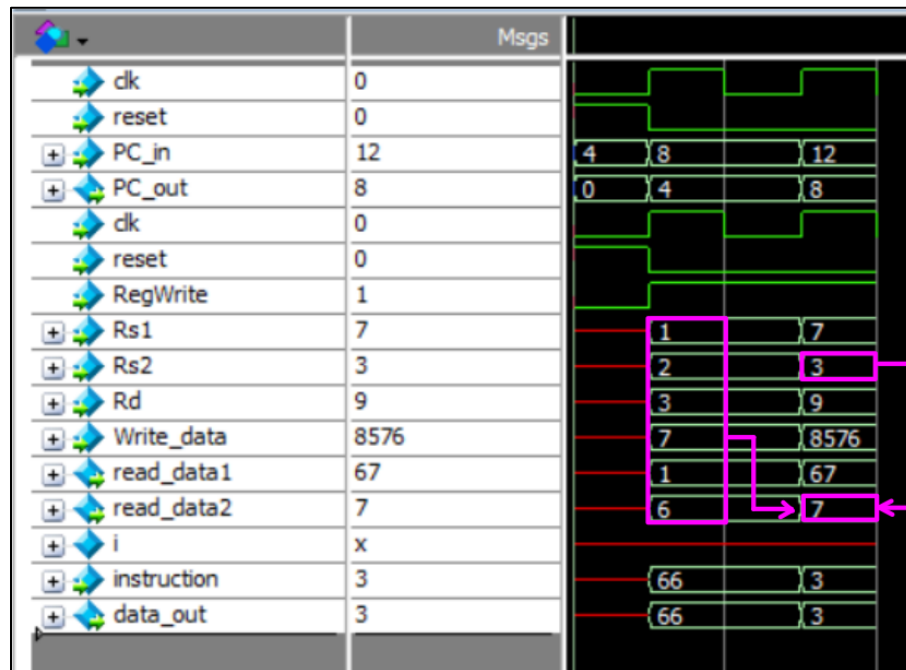 Msgs
clk 0
reset 0
PC_in 12 4 8 12
PC_out 8 0 4 8
clk 0
reset 0
RegWrite 1
Rs1 7 1 7
Rs2 3 2 3
Rd 9 3 9
Write_data 8576 7 8576
read_data1 67 1 67
read_data2 7 6 7
i x
instruction 3 66 3
data_out 3 66 3